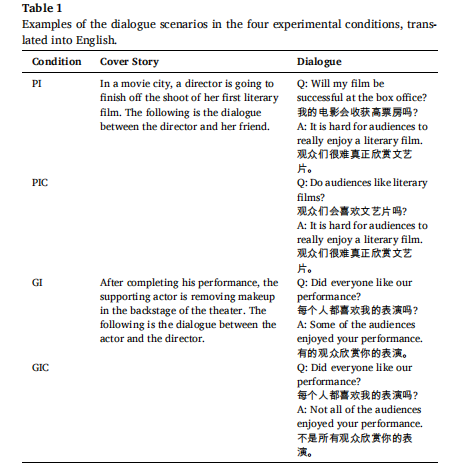 Table 1
Examples of the dialogue scenarios in the four experimental conditions, trans-
lated into English.
Condition Cover Story Dialogue
PI In a movie city, a director is going to Q: Will my film be
finish off the shoot of her first literary successful at the box office?
film. The following is the dialogue 我的电影会收获高票房吗?
between the director and her friend. A: It is hard for audiences to
really enjoy a literary film.
观众们很难真正欣赏文艺
片。
PIC Q: Do audiences like literary
films?
观众们会喜欢文艺片吗?
A: It is hard for audiences to
really enjoy a literary film.
观众们很难真正欣赏文艺
片。
GI After completing his performance, the Q: Did everyone like our
supporting actor is removing makeup performance?
in the backstage of the theater. The 每个人都喜欢我的表演吗?
following is the dialogue between the A: Some of the audiences
actor and the director. enjoyed your performance.
有的观众欣赏你的表演。
GIC Q: Did everyone like our
performance?
每个人都喜欢我的表演吗?
A: Not all of the audiences
enjoyed your performance.
不是所有观众欣赏你的表
演。